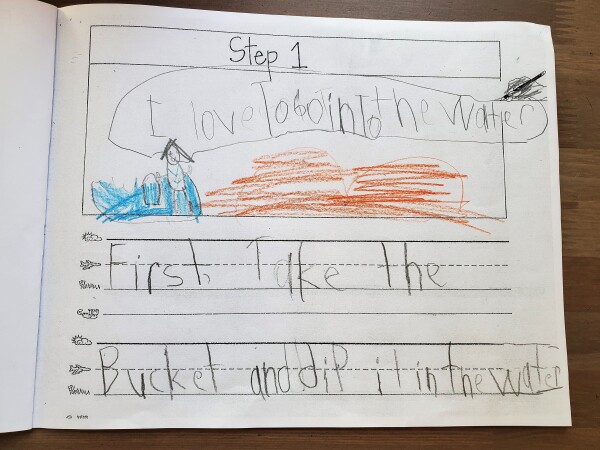 Step 1
I love To Go in To the water
First, Take the
Bucket and dip it in the water